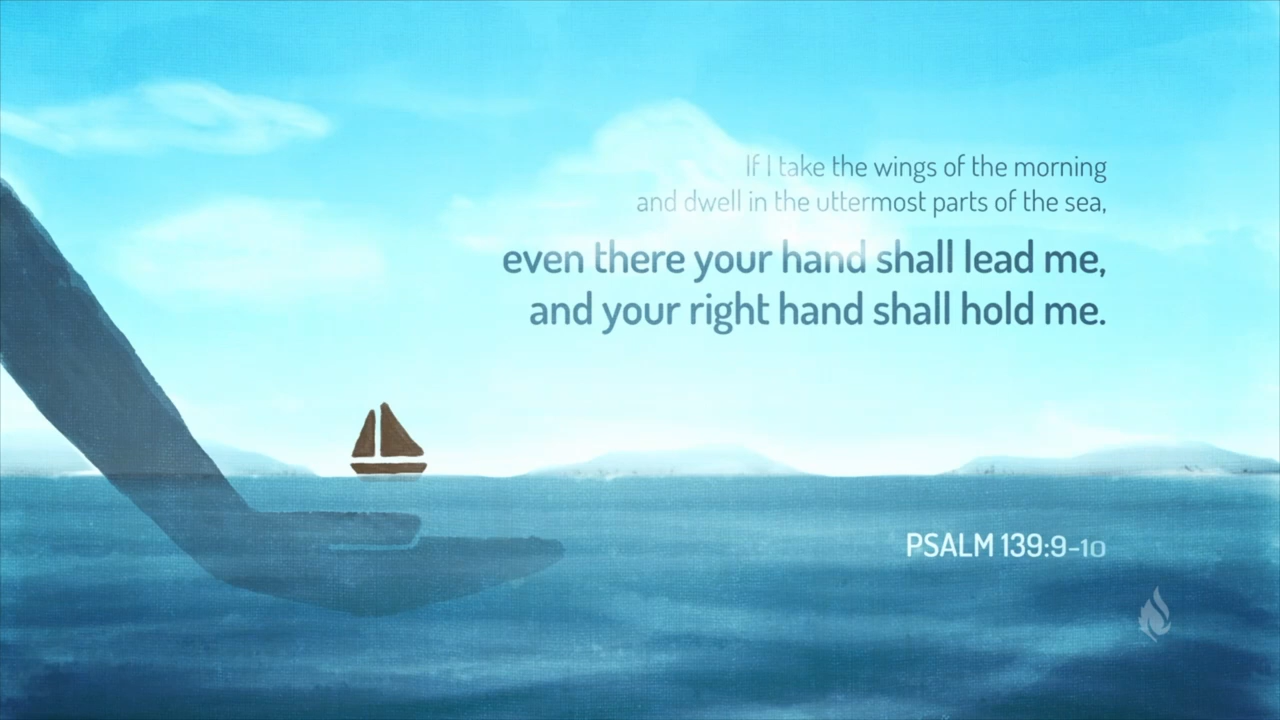 If I take the wings of the morning
and dwell in the uttermost parts of the sea,
even there your hand shall lead me,
and your right hand shall hold me.
PSALM 139:9-10